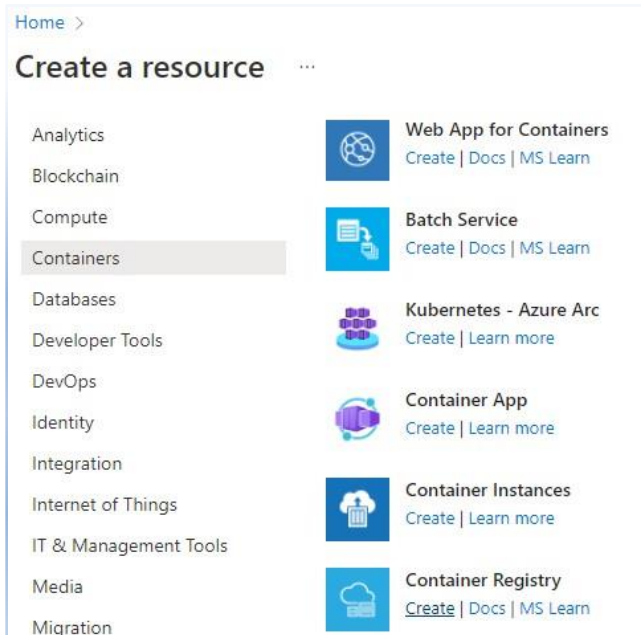 Home >
Create a resource ...
Analytics
Blockchain
Compute
Containers
Databases
Developer Tools
DevOps
Identity
Integration
Internet of Things
IT & Management Tools
Media
Migration
Web App for Containers
Create | Docs | MS Learn
Batch Service
Create | Docs | MS Learn
Kubernetes - Azure Arc
Create | Learn more
Container App
Create | Learn more
Container Instances
Create | Learn more
Container Registry
Create | Docs | MS Learn